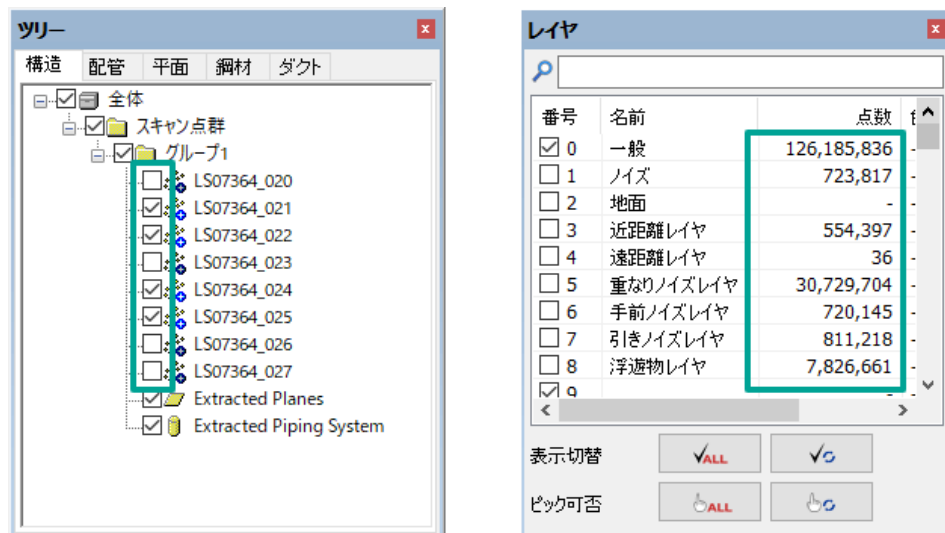 ツリー
構造 配管 平面 鋼材 ダクト
全体
スキャン点群
グループ1
LS07364_020
LS07364_021
LS07364_022
LS07364_023
LS07364_024
LS07364_025
LS07364_026
LS07364_027
Extracted Planes
Extracted Piping System
レイヤ
番号 名前 点数
0 一般 126,185,836 -
1 ノイズ 723,817 -
2 地面 - -
3 近距離レイヤ 554,397 -
4 遠距離レイヤ 36 -
5 重なりノイズレイヤ 30,729,704 -
6 手前ノイズレイヤ 720,145 -
7 引きノイズレイヤ 811,218 -
8 浮遊物レイヤ 7,826,661 -
9
表示切替 ALL
ピック可否 ALL